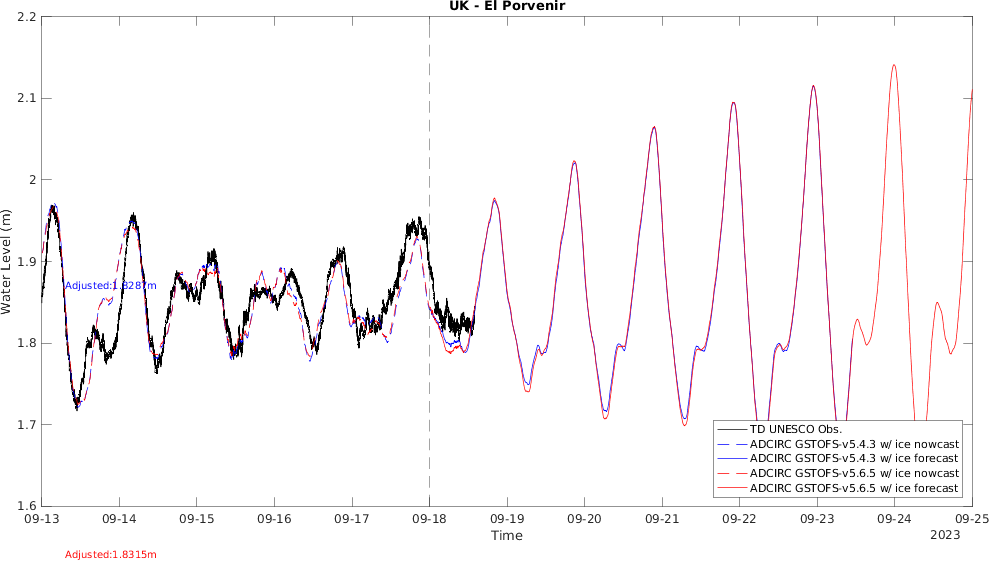 UK - El Porvenir
2.2
2.1
2
1.9
1.8
1.7
1.6
Water Level (m)
Adjusted:1.8287m
TD UNESCO Obs.
ADCIRC GSTOFS-v5.4.3 w/ ice nowcast
ADCIRC GSTOFS-v5.4.3 w/ ice forecast
ADCIRC GSTOFS-v5.6.5 w/ ice nowcast
ADCIRC GSTOFS-v5.6.5 w/ ice forecast
09-13 09-14 09-15 09-16 09-17 09-18 09-19 09-20 09-21 09-22 09-23 09-24 09-25
Time
2023
Adjusted:1.8315m